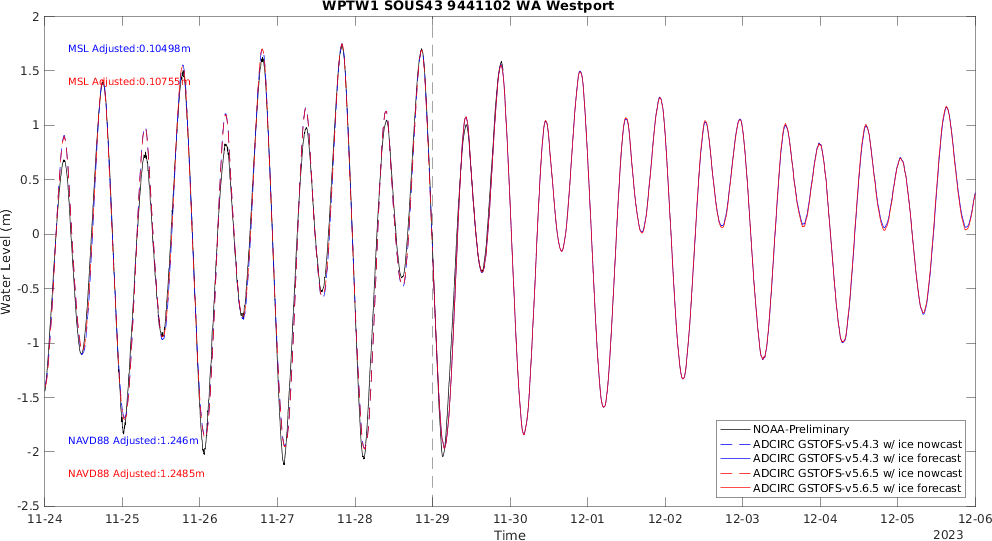 WPTW1 SOUS43 9441102 WA Westport
MSL Adjusted:0.10498m
MSL Adjusted:0.10755m
NAVD88 Adjusted:1.246m
NAVD88 Adjusted:1.2485m
Water Level (m)
2
1.5
1
0.5
0
-0.5
-1
-1.5
-2
-2.5
NOAA-Preliminary
ADCIRC GSTOFS-v5.4.3 w/ ice nowcast
ADCIRC GSTOFS-v5.4.3 w/ ice forecast
ADCIRC GSTOFS-v5.6.5 w/ ice nowcast
ADCIRC GSTOFS-v5.6.5 w/ ice forecast
11-24 11-25 11-26 11-27 11-28 11-29 11-30 12-01 12-02 12-03 12-04 12-05 12-06
Time
2023